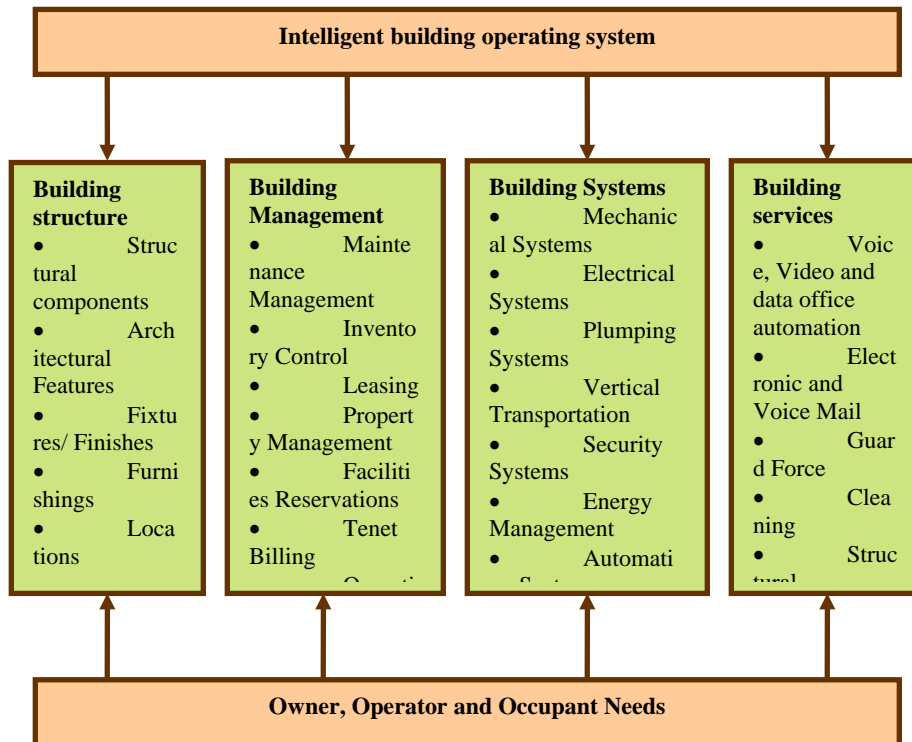 Intelligent building operating system
Building
structure
• Struc
tural
components
• Arch
itectural
Features
• Fixtu
res/ Finishes
• Furni
shings
• Loca
tions
Building
Management
• Mainte
nance
Management
• Invento
ry Control
• Leasing
• Propert
y Management
• Faciliti
es Reservations
• Tenet
Billing
Building Systems
• Mechanic
al Systems
• Electrical
Systems
• Plumping
Systems
• Vertical
Transportation
• Security
Systems
• Energy
Management
• Automati
Building
services
• Voic
e, Video and
data office
automation
• Elect
ronic and
Voice Mail
• Guar
d Force
• Clea
ning
• Struc
tural
Owner, Operator and Occupant Needs